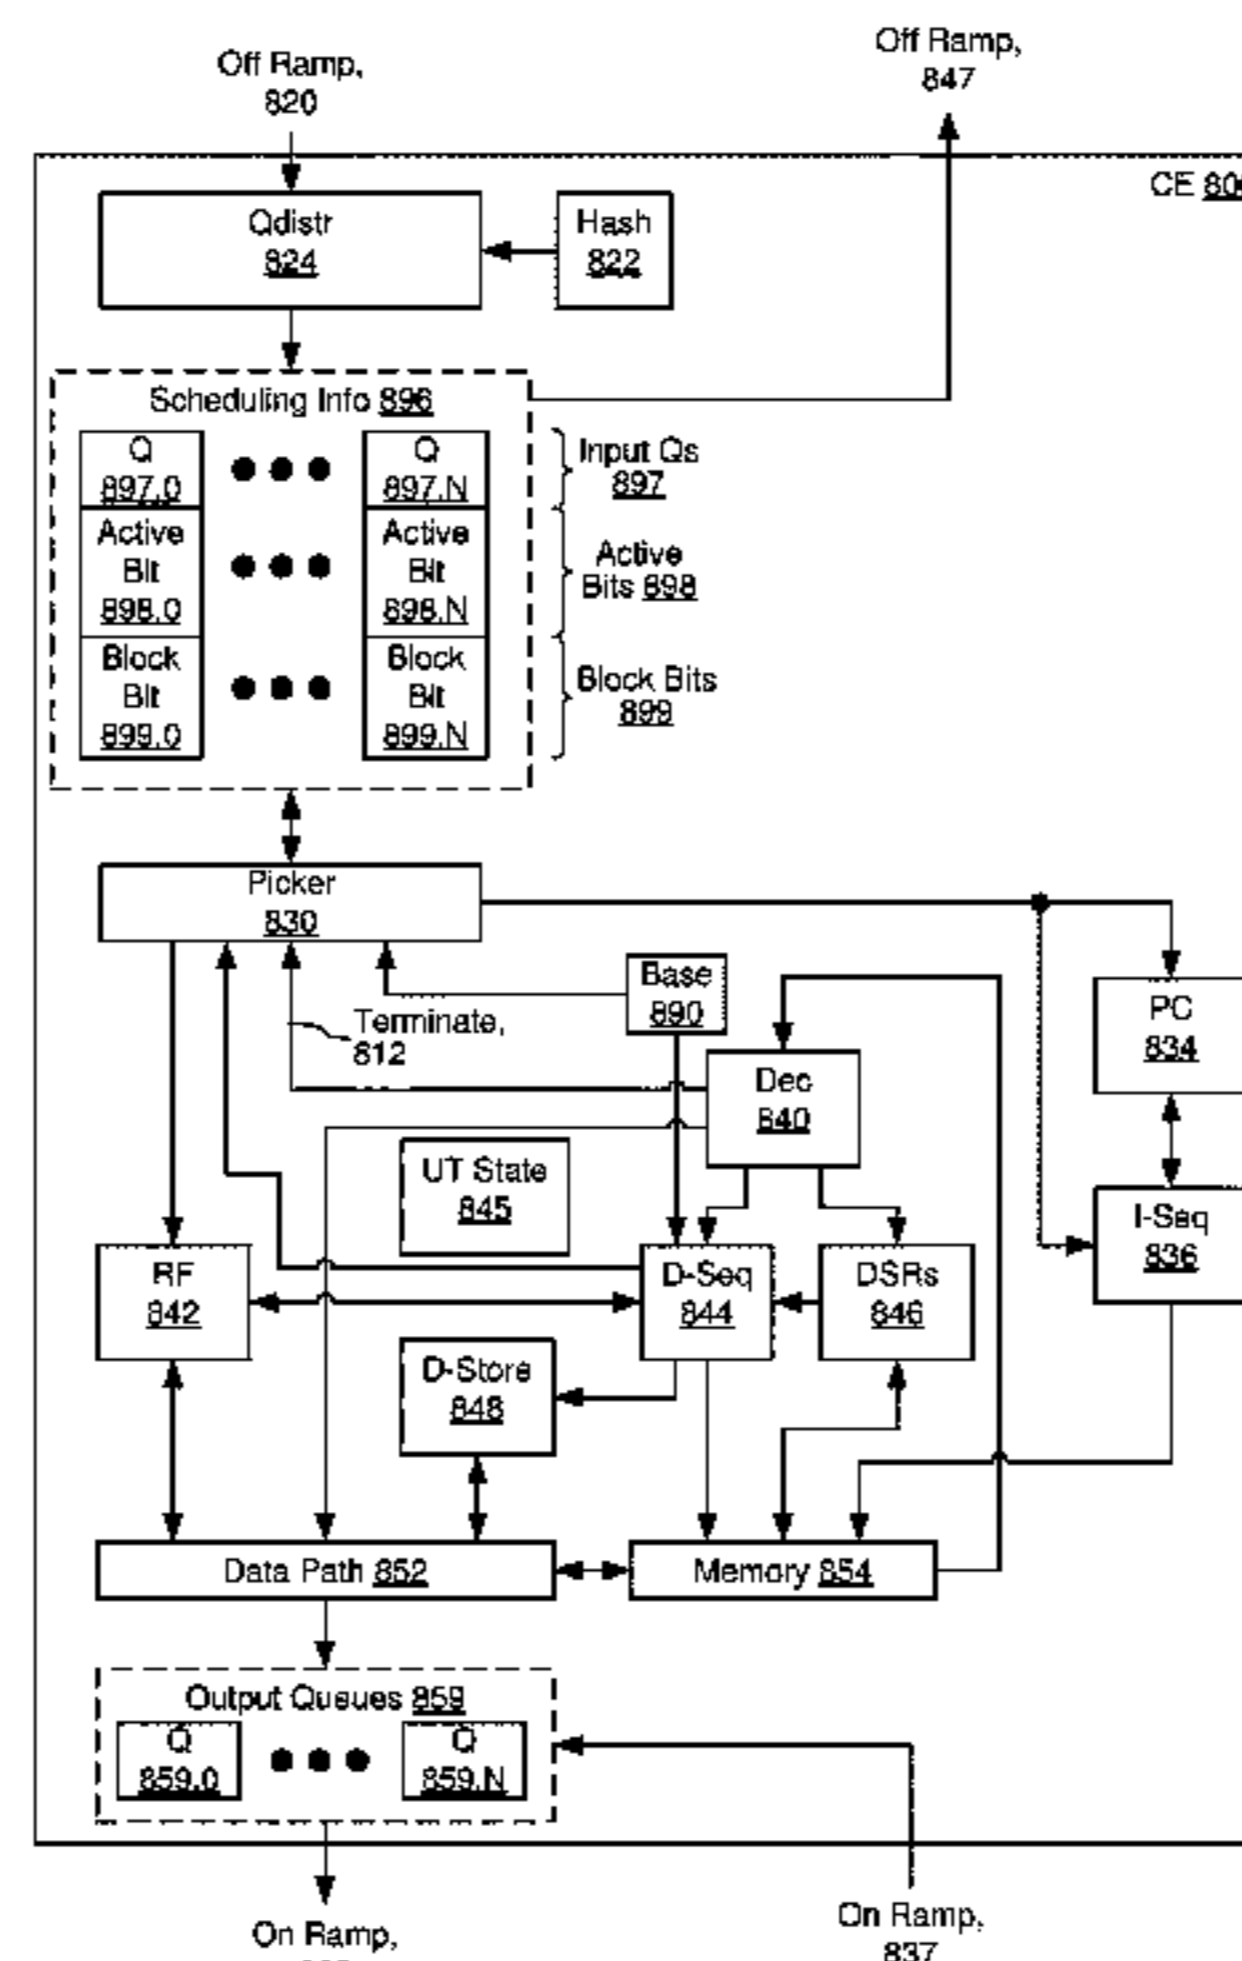 Off Ramp,
820
Off Ramp,
847
CE
Qdistr
824
Hash
822
Scheduling Info 896
Q
897.0
Q
897.N
Input Qs
897
Active
Bit
898.0
Active
Bit
898.N
Active
Bits 898
Block
Bit
899.0
Block
Bit
899.N
Block Bits
899
Picker
830
Base
890
Terminate,
812
PC
834
Dec
840
UT State
845
I-Seq
836
RF
842
D-Seq
844
DSRs
846
D-Store
848
Data Path 852
Memory 854
Output Queues 859
Q
859.0
Q
859.N
On Ramp,
On Ramp,
837